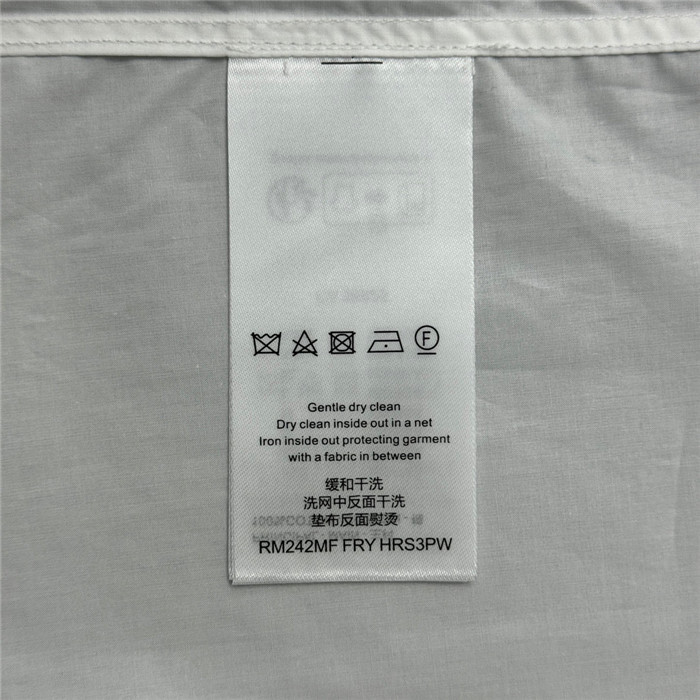 F
Gentle dry clean
Dry clean inside out in a net
Iron inside out protecting garment
with a fabric in between
缓和干洗
洗网中反面干洗
垫布反面熨烫
RM242MF FRY HRS3PW